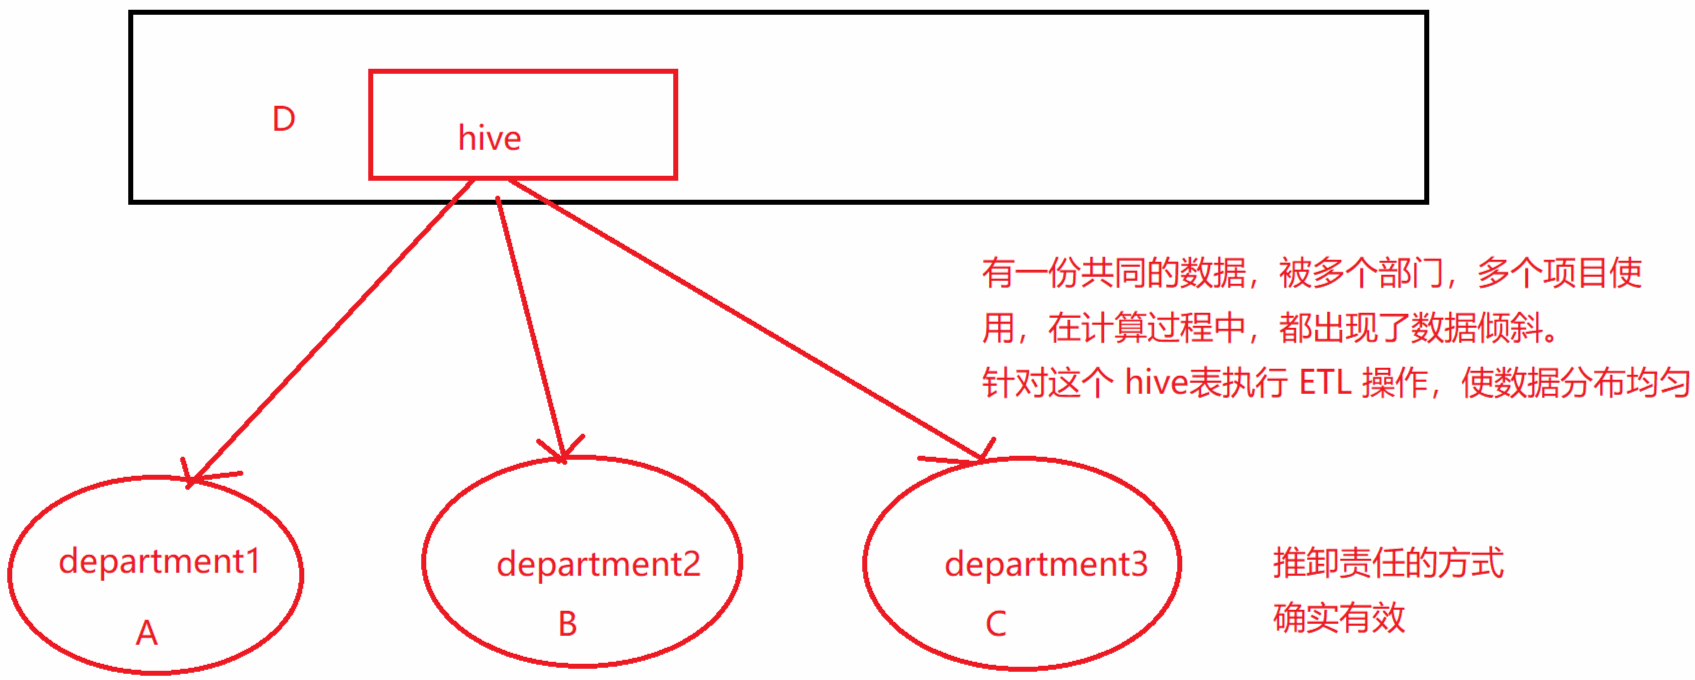 D
hive
有一份共同的数据，被多个部门，多个项目使
用，在计算过程中，都出现了数据倾斜。
针对这个 hive表执行 ETL 操作，使数据分布均匀
department1
A
department2
B
department3
C
推卸责任的方式
确实有效